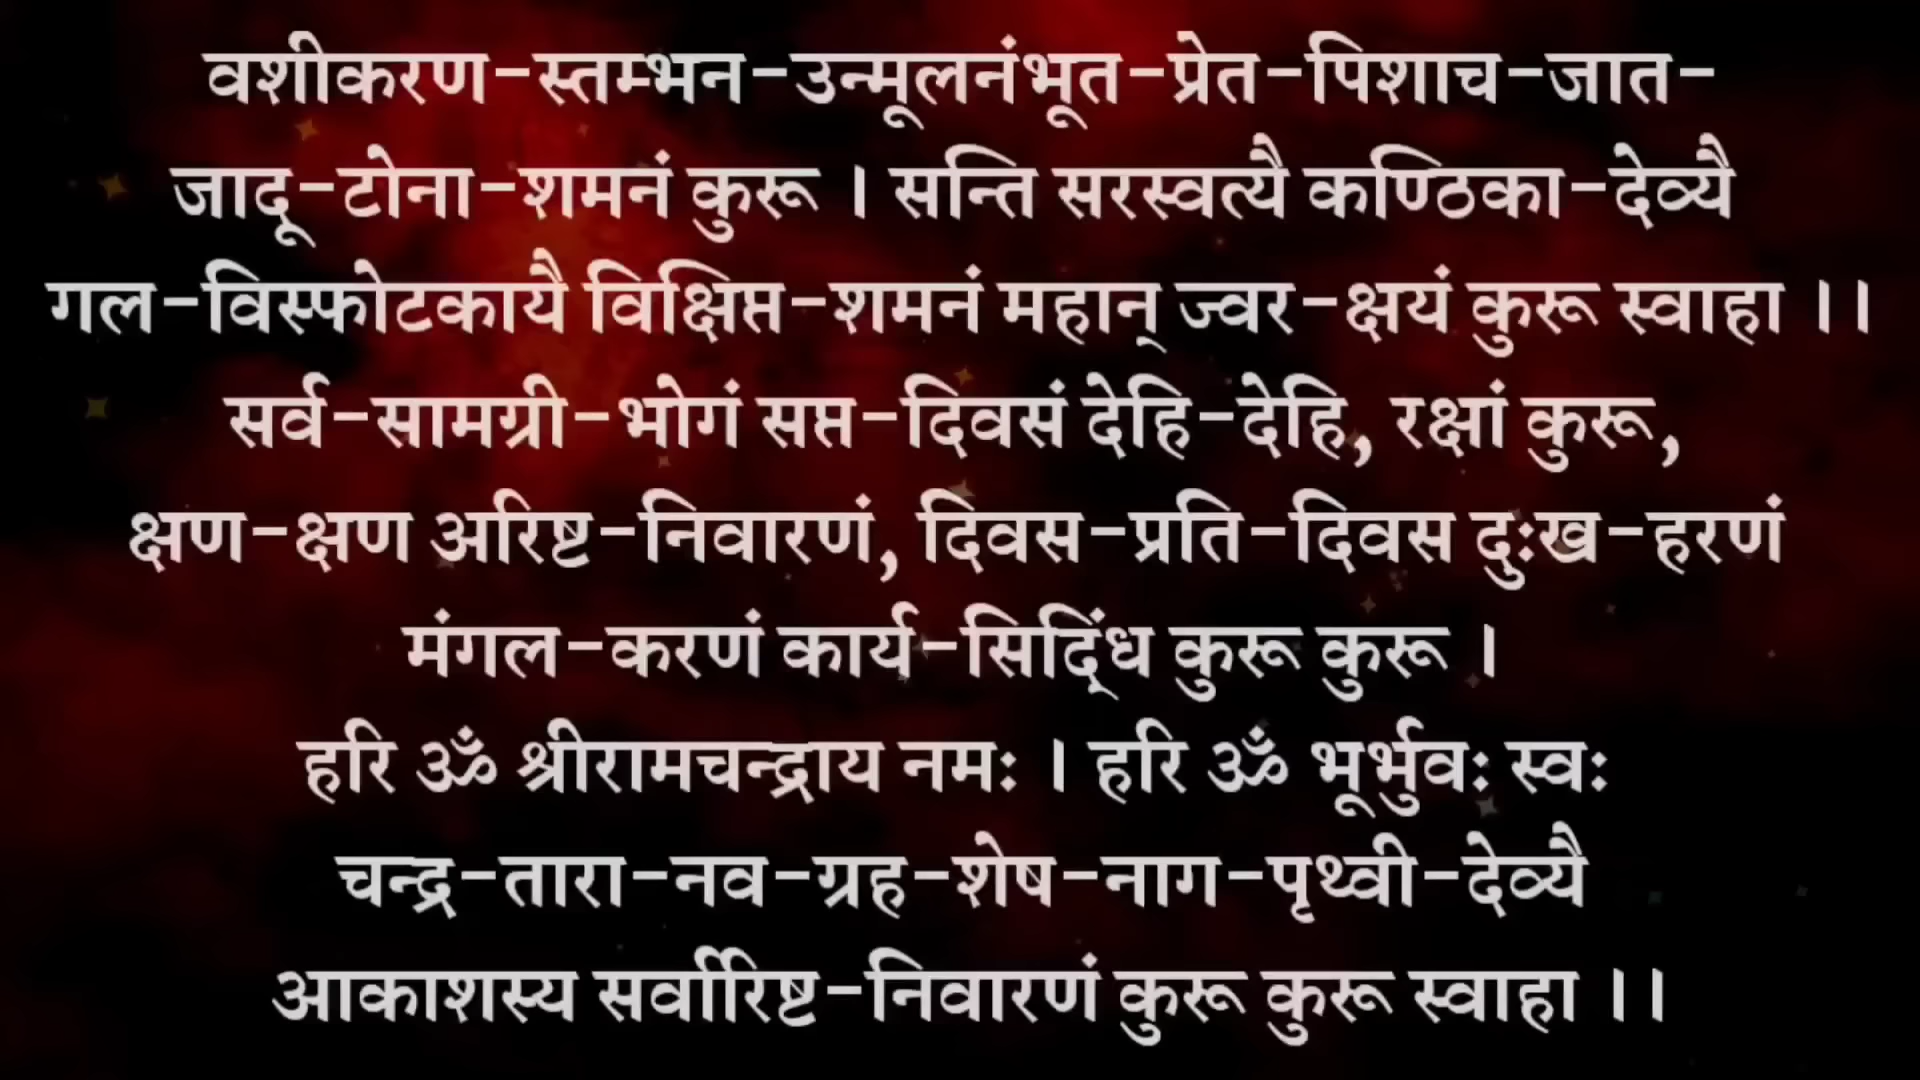 वशीकरण-स्तम्भन-उन्मूलनंभूत-प्रेत-पिशाच-जात-
जादू-टोना-शमनं कुरू । सन्ति सरस्वत्यै कण्ठिका-देव्यै
गल-विस्फोटकायै विक्षिप्त-शमनं महान् ज्वर-क्षयं कुरू स्वाहा ।।
सर्व-सामग्री-भोगं सप्त-दिवसं देहि-देहि, रक्षां कुरू,
क्षण-क्षण अरिष्ट-निवारणं, दिवस-प्रति-दिवस दुःख-हरणं
मंगल-करणं कार्य-सिद्धिं कुरू कुरू ।
हरि ॐ श्रीरामचन्द्राय नमः । हरि ॐ भूर्भुवः स्वः
चन्द्र-तारा-नव-ग्रह-शेष-नाग-पृथ्वी-देव्यै
आकाशस्य सर्वारिष्ट-निवारणं कुरू कुरू स्वाहा ।।